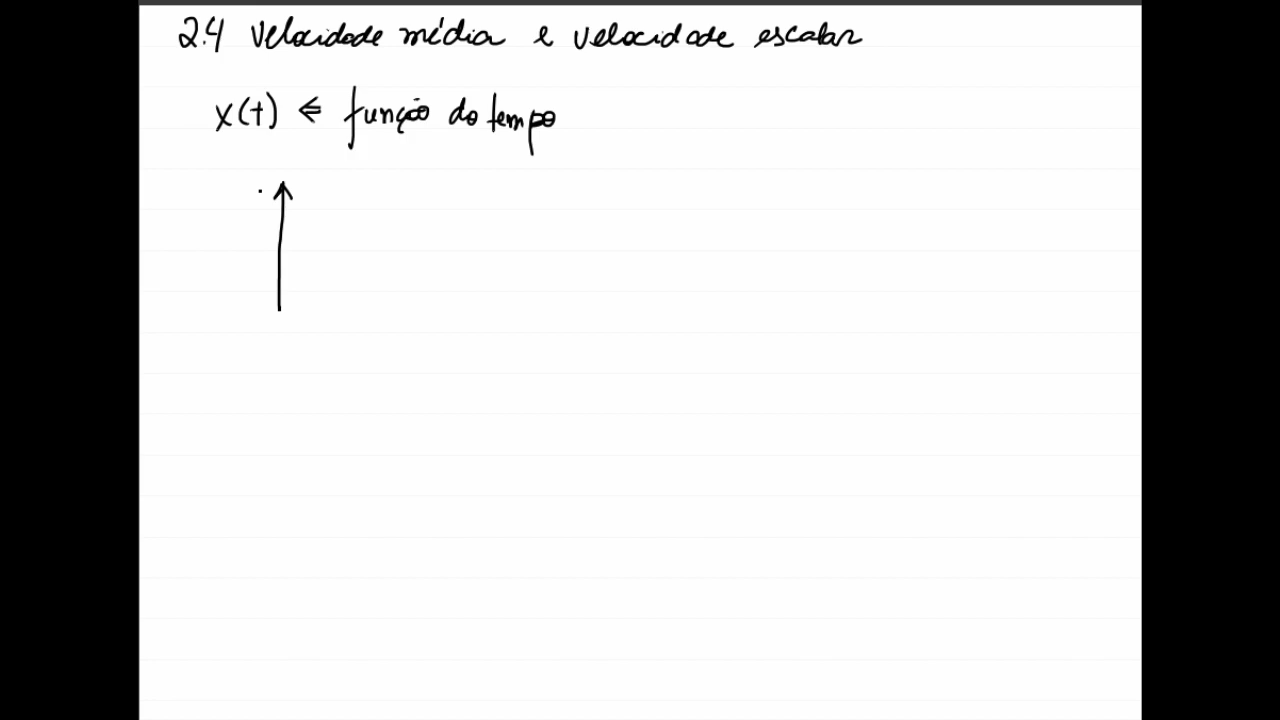 2.4 Velocidade média e velocidade escalar
x(t) ⇐ função do tempo